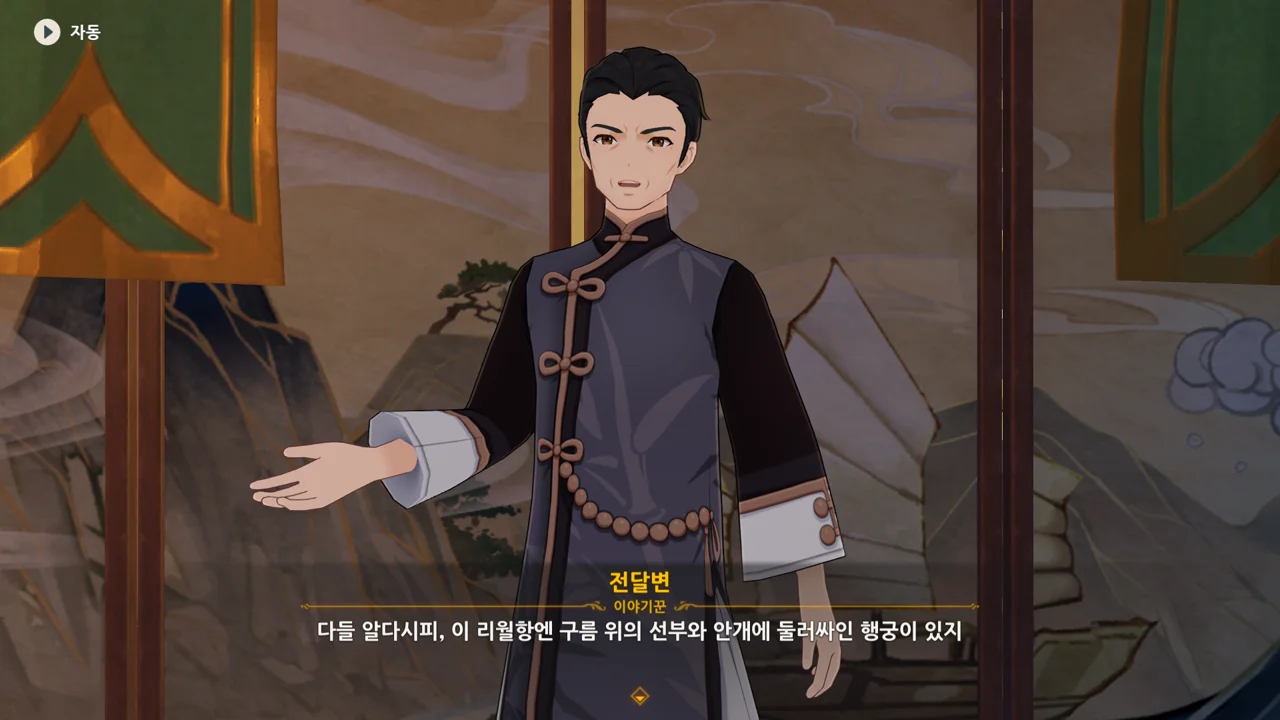 자동
전달변
이야기꾼
다들 알다시피, 이 리월항엔 구름 위의 선부와 안개에 둘러싸인 행궁이 있지